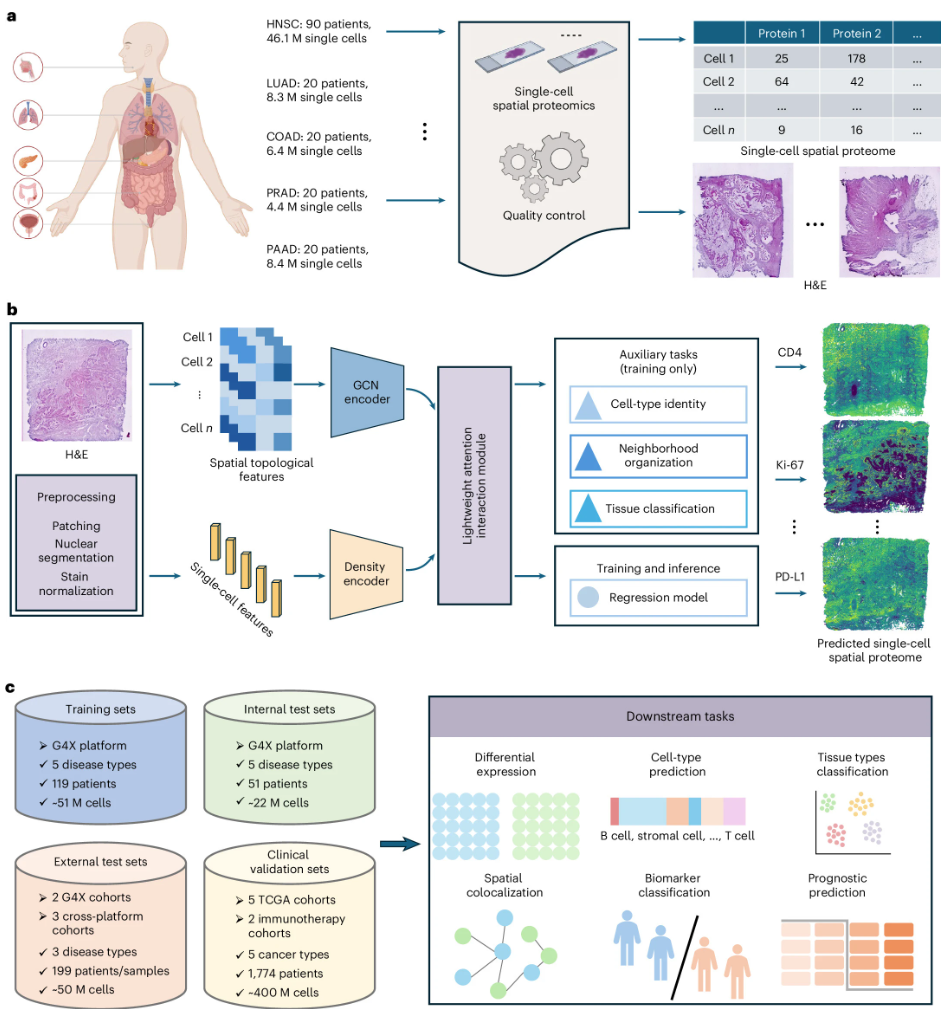 a
HNSC: 90 patients,
46.1 M single cells
LUAD: 20 patients,
8.3 M single cells
COAD: 20 patients,
6.4 M single cells
PRAD: 20 patients,
4.4 M single cells
PAAD: 20 patients,
8.4 M single cells
Single-cell
spatial proteomics
Quality control
Protein 1 Protein 2 ...
Cell 1 25 178 ...
Cell 2 64 42 ...
... ... ... ...
Cell n 9 16 ...
Single-cell spatial proteome
H&E
b
H&E
Preprocessing
Patching
Nuclear
segmentation
Stain
normalization
Cell 1
Cell 2
...
Cell n
Spatial topological
features
Single-cell features
GCN
encoder
Density
encoder
Lightweight attention
interaction module
Auxiliary tasks
(training only)
Cell-type identity
Neighborhood
organization
Tissue classification
Training and inference
Regression model
CD4
Ki-67
PD-L1
Predicted single-cell
spatial proteome
c
Training sets
➢ G4X platform
✓ 5 disease types
✓ 119 patients
✓ ~51 M cells
Internal test sets
➢ G4X platform
✓ 5 disease types
✓ 51 patients
✓ ~22 M cells
External test sets
➢ 2 G4X cohorts
➢ 3 cross-platform
cohorts
✓ 3 disease types
✓ 199 patients/samples
✓ ~50 M cells
Clinical
validation sets
➢ 5 TCGA cohorts
➢ 2 immunotherapy
cohorts
✓ 5 cancer types
✓ 1,774 patients
✓ ~400 M cells
Downstream tasks
Differential
expression
Cell-type
prediction
B cell, stromal cell, ..., T cell
Tissue types
classification
Spatial
colocalization
Biomarker
classification
Prognostic
prediction